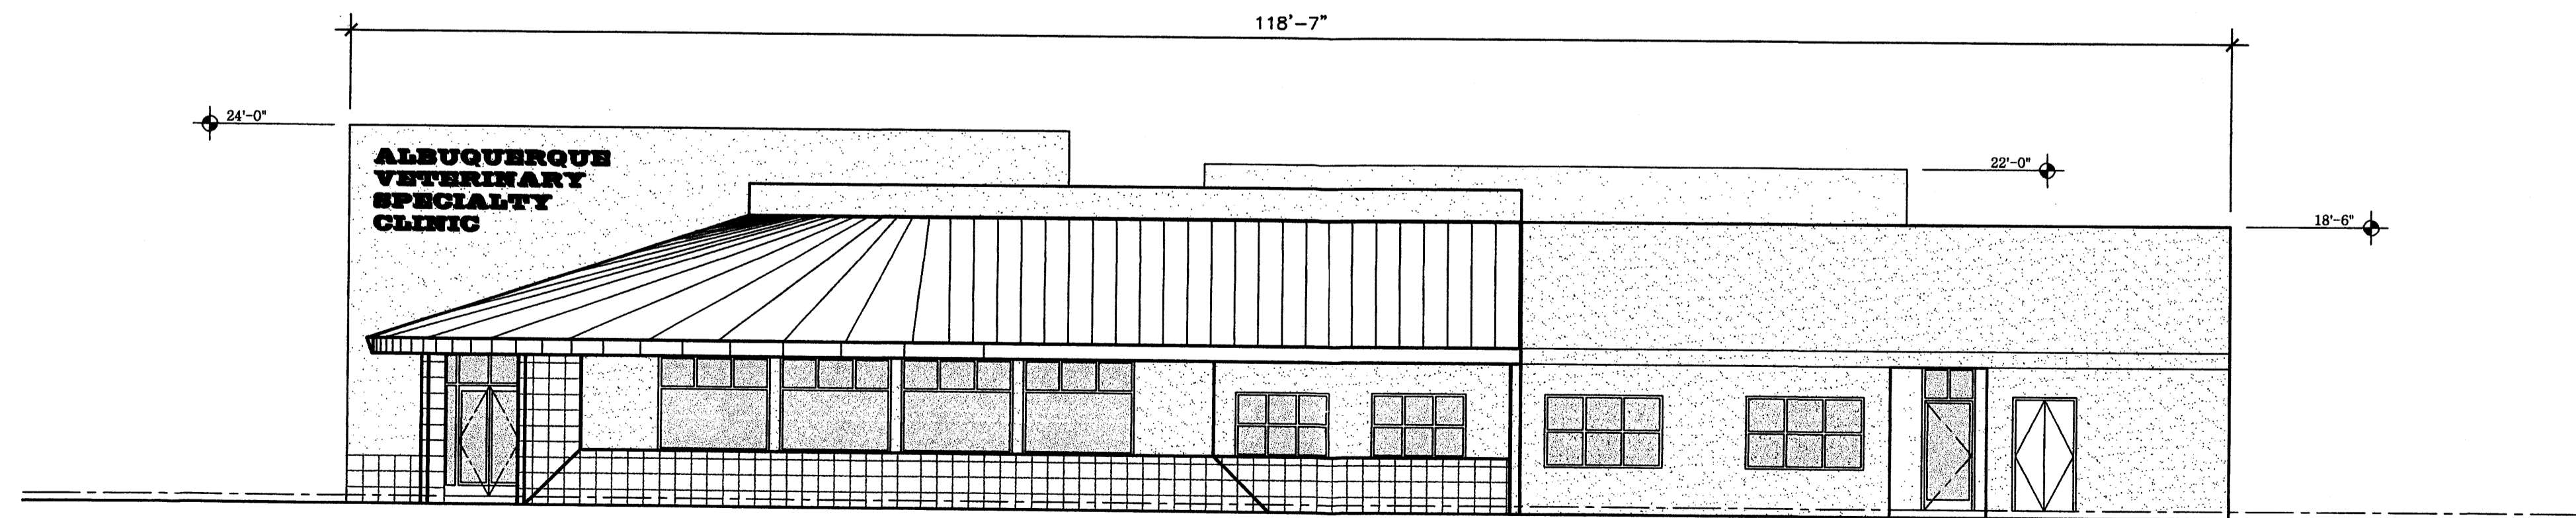 118'-7"
24'-0"
ALBUQUERQUE
VETERINARY
SPECIALTY
CLINIC
22'-0"
18'-6"